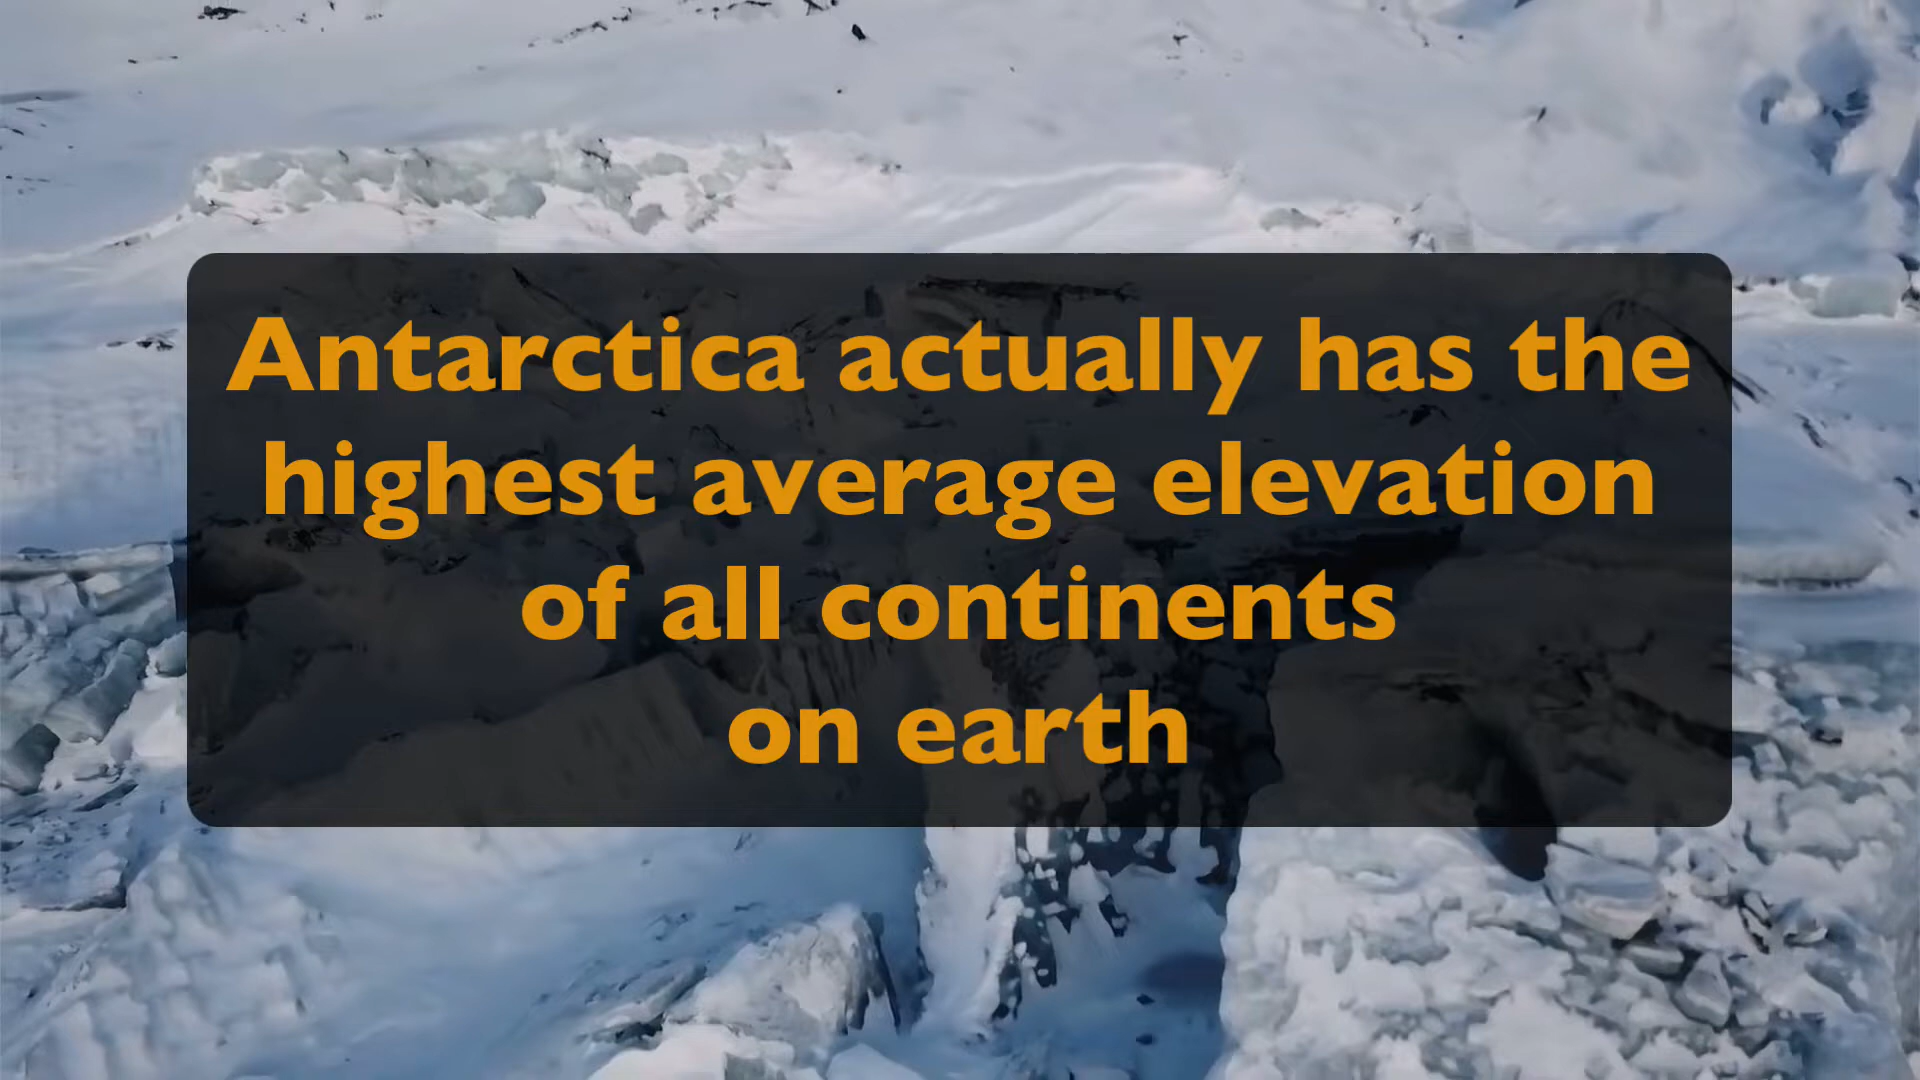 Antarctica actually has the
highest average elevation
of all continents
on earth